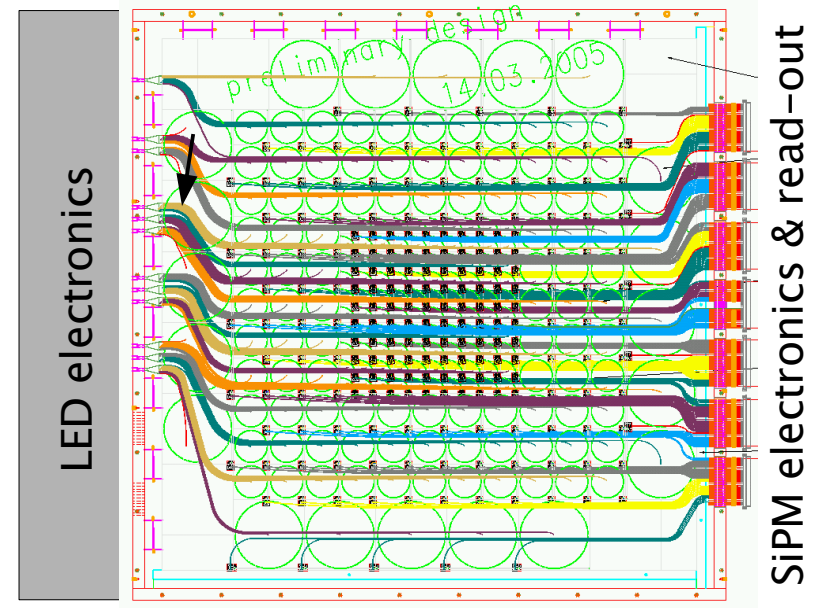 LED electronics
preliminary design
14.03.2005
SiPM electronics & read-out